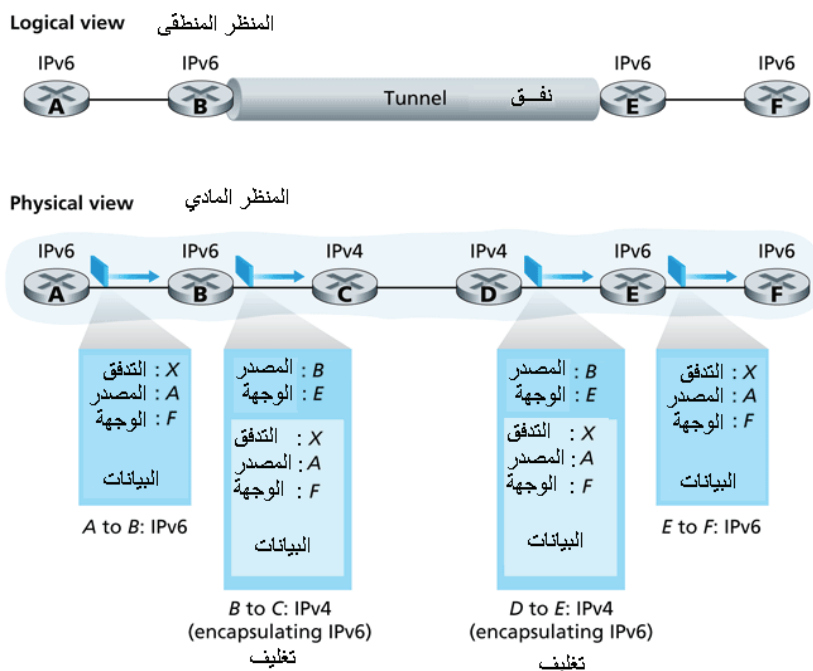 Logical view المنظر المنطقى
IPv6 IPv6 IPv6 IPv6
A B Tunnel نفــق E F
Physical view المنظر المادي
IPv6 IPv6 IPv4 IPv4 IPv6 IPv6
A B C D E F
التدفق : X
المصدر : A
الوجهة : F
البيانات
A to B: IPv6
المصدر : B
الوجهة : E
التدفق : X
المصدر : A
الوجهة : F
البيانات
B to C: IPv4
(encapsulating IPv6)
تغليف
المصدر : B
الوجهة : E
التدفق : X
المصدر : A
الوجهة : F
البيانات
D to E: IPv4
(encapsulating IPv6)
تغليف
التدفق : X
المصدر : A
الوجهة : F
البيانات
E to F: IPv6